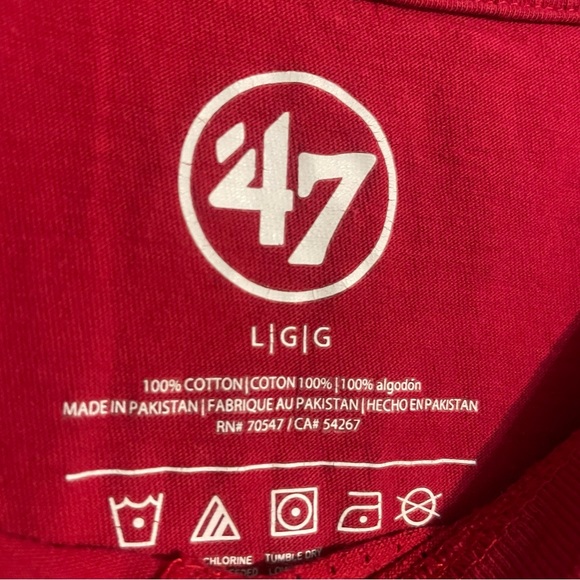 '47
L|G|G
100% COTTON|COTON 100%|100% algodón
MADE IN PAKISTAN|FABRIQUE AU PAKISTAN|HECHO EN PAKISTAN
RN# 70547 / CA# 54267
CHLORINE TUMBLE DRY